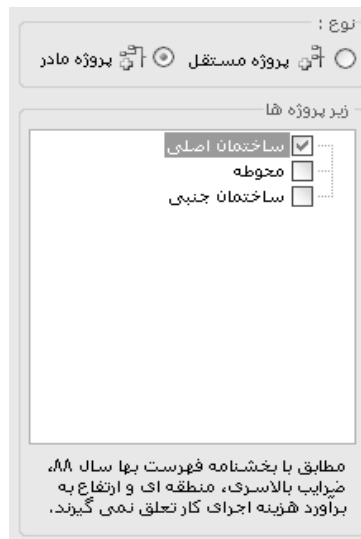 نوع :
پروژه مستقل پروژه مادر
زیر پروژه ها
ساختمان اصلی
محوطه
ساختمان جنبی
مطابق با بخشنامه فهرست بها سال ۸۸،
ضرایب بالاسری، منطقه ای و ارتفاع به
برآورد هزینه اجرای کار تعلق نمی گیرند.